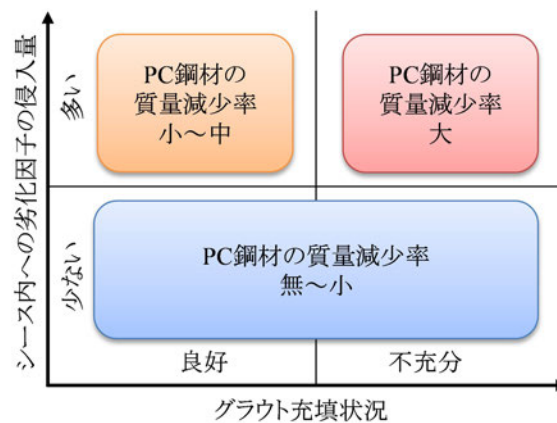 シース内への劣化因子の侵入量
多い
少ない
PC鋼材の
質量減少率
小～中
PC鋼材の
質量減少率
大
PC鋼材の質量減少率
無～小
良好
不充分
グラウト充填状況